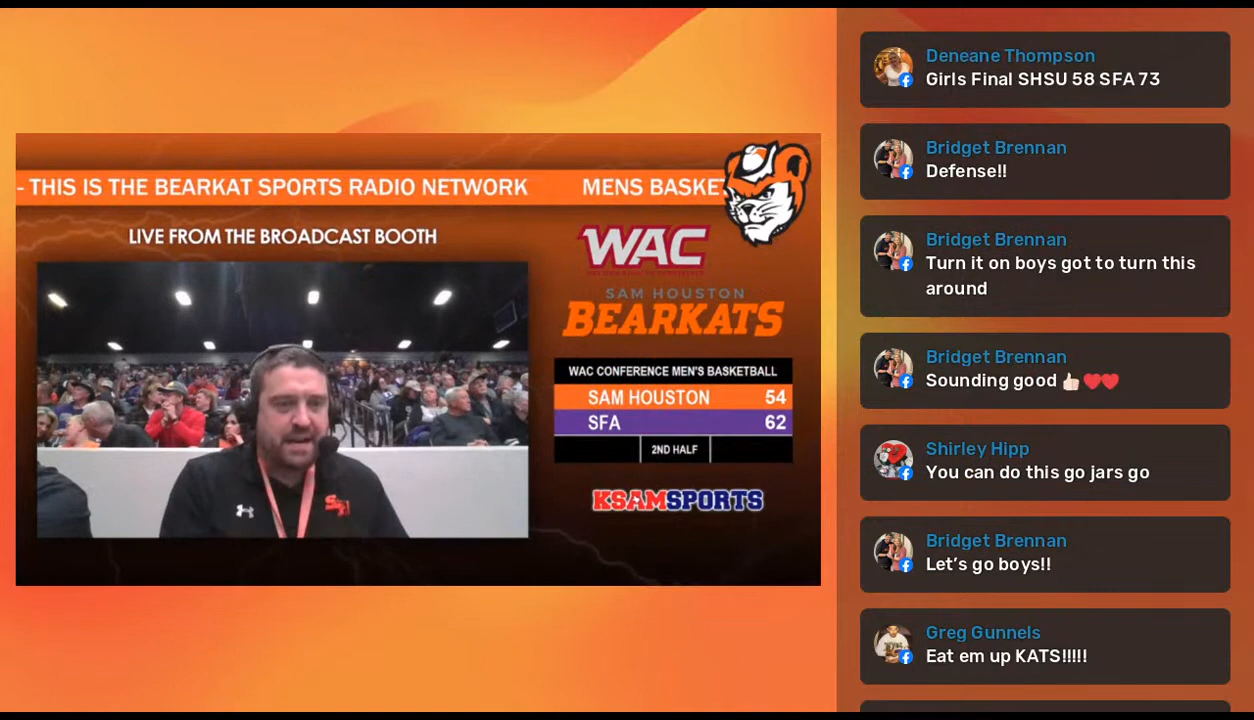 - THIS IS THE BEARKAT SPORTS RADIO NETWORK MENS BASKE
LIVE FROM THE BROADCAST BOOTH
WAC
SAM HOUSTON
BEARKATS
WAC CONFERENCE MEN'S BASKETBALL
SAM HOUSTON 54
SFA 62
2ND HALF
KSAMSPORTS
Deneane Thompson
Girls Final SHSU 58 SFA 73
Bridget Brennan
Defense!!
Bridget Brennan
Turn it on boys got to turn this
around
Bridget Brennan
Sounding good 👍🏻❤️❤️
Shirley Hipp
You can do this go jars go
Bridget Brennan
Let’s go boys!!
Greg Gunnels
Eat em up KATS!!!!!